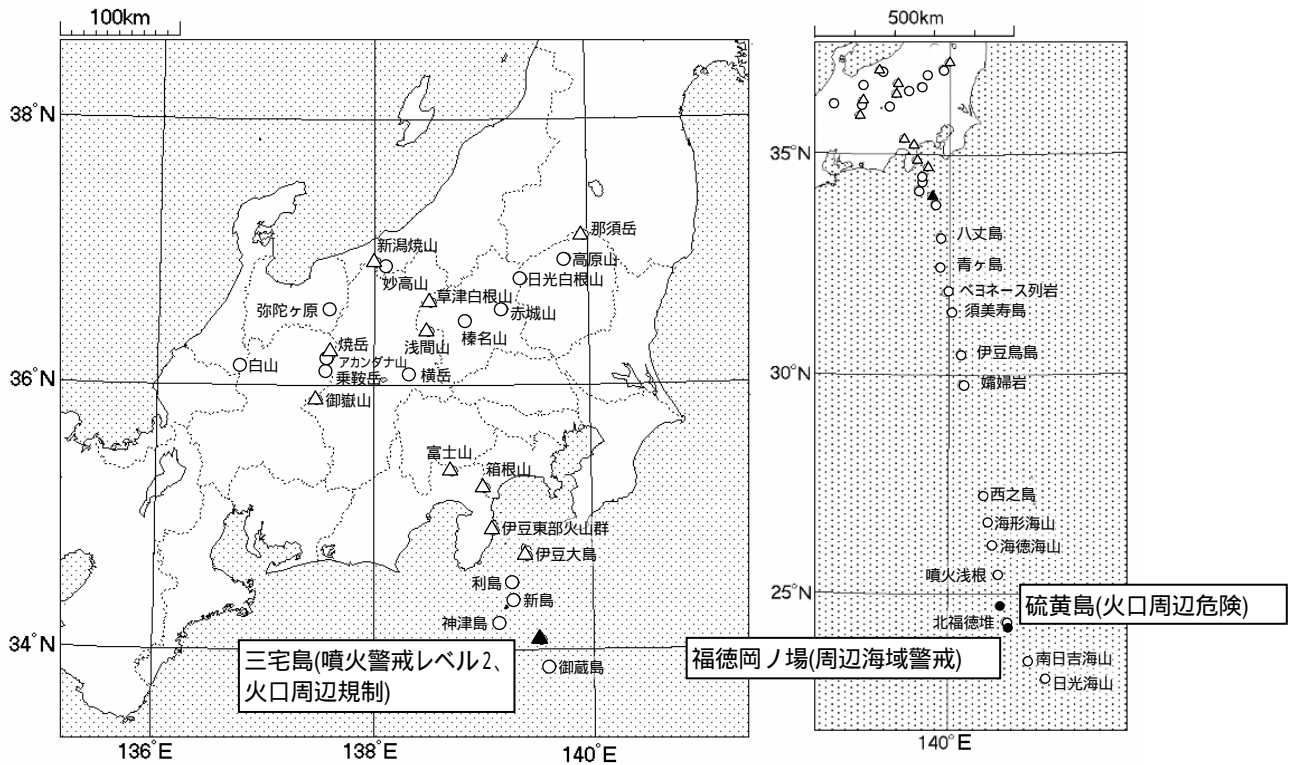 100km
38°N
36°N
34°N
136°E
138°E
140°E
那須岳
高原山
日光白根山
新潟焼山
妙高山
草津白根山
赤城山
榛名山
浅間山
弥陀ヶ原
焼岳
アカンダナ山
乗鞍岳
白山
横岳
御嶽山
富士山
箱根山
伊豆東部火山群
伊豆大島
利島
新島
神津島
御蔵島
三宅島(噴火警戒レベル2、
火口周辺規制)
500km
35°N
30°N
25°N
140°E
八丈島
青ヶ島
ベヨネース列岩
須美寿島
伊豆鳥島
孀婦岩
西之島
海形海山
海徳海山
噴火浅根
硫黄島(火口周辺危険)
北福徳堆
福徳岡ノ場(周辺海域警戒)
南日吉海山
日光海山